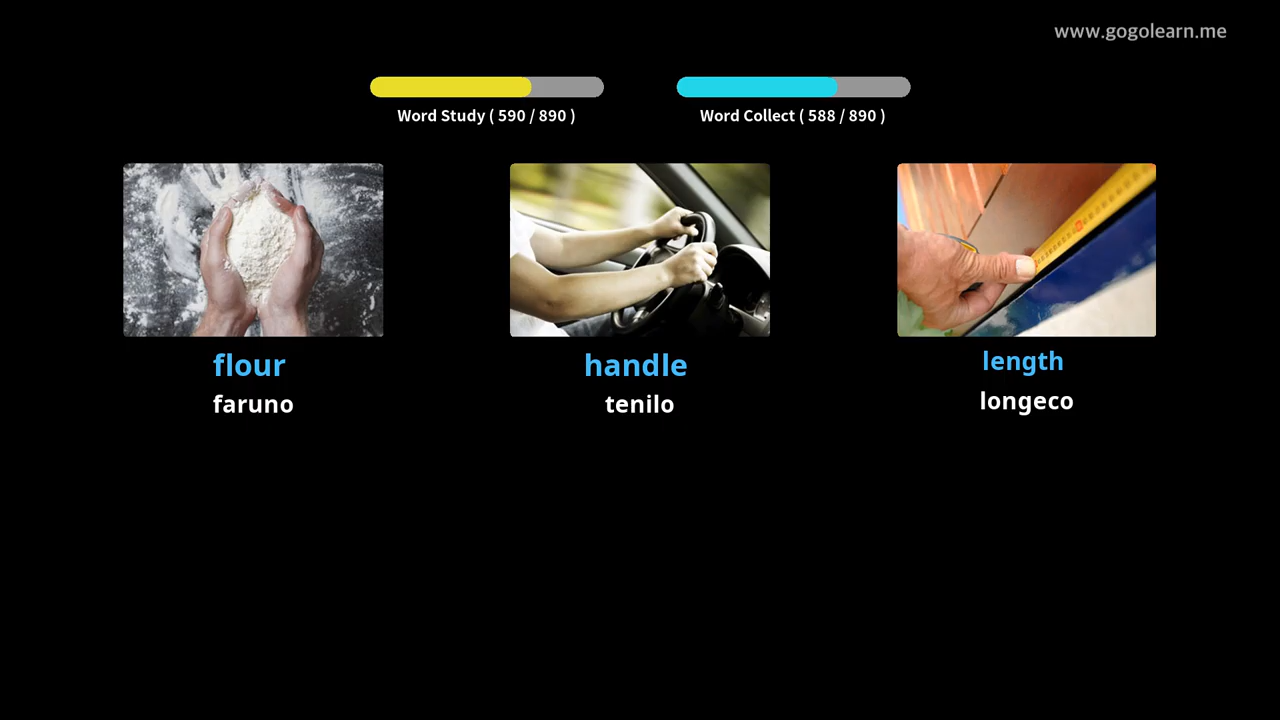 www.gogolearn.me
Word Study ( 590 / 890 )
Word Collect ( 588 / 890 )
flour
faruno
handle
tenilo
length
longeco